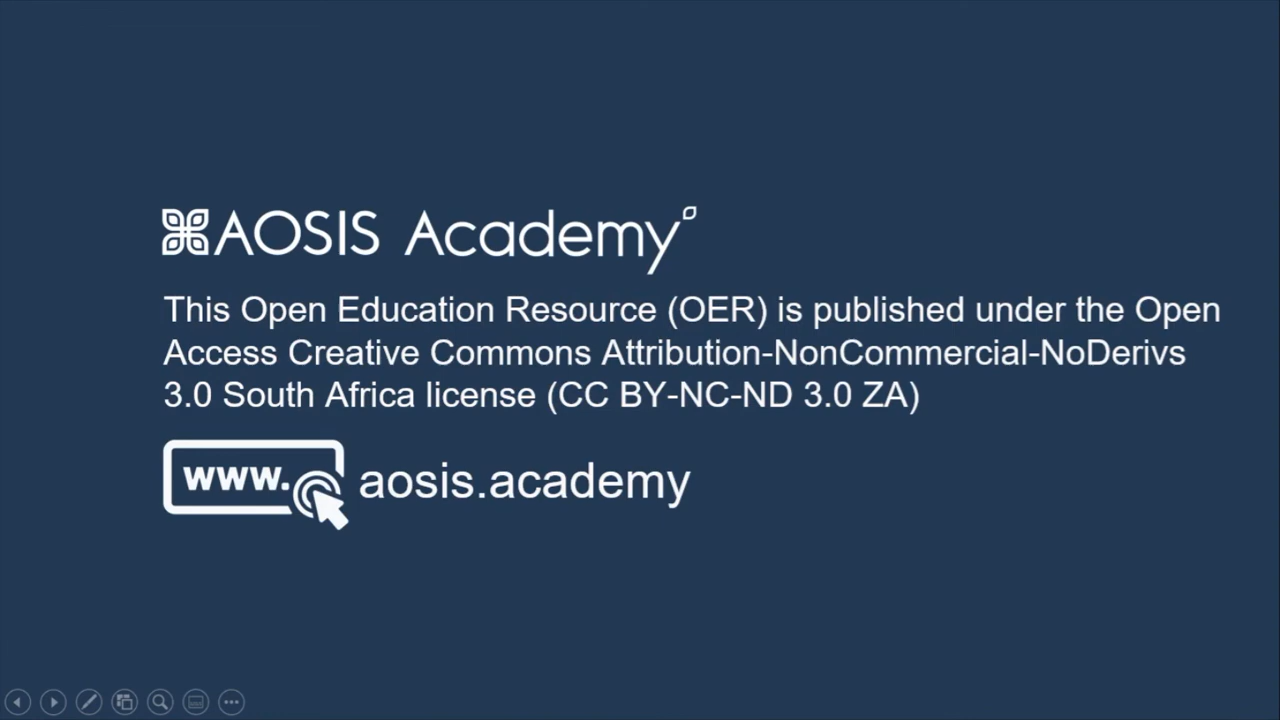 AOSIS Academy
This Open Education Resource (OER) is published under the Open
Access Creative Commons Attribution-NonCommercial-NoDerivs
3.0 South Africa license (CC BY-NC-ND 3.0 ZA)
www. aosis.academy